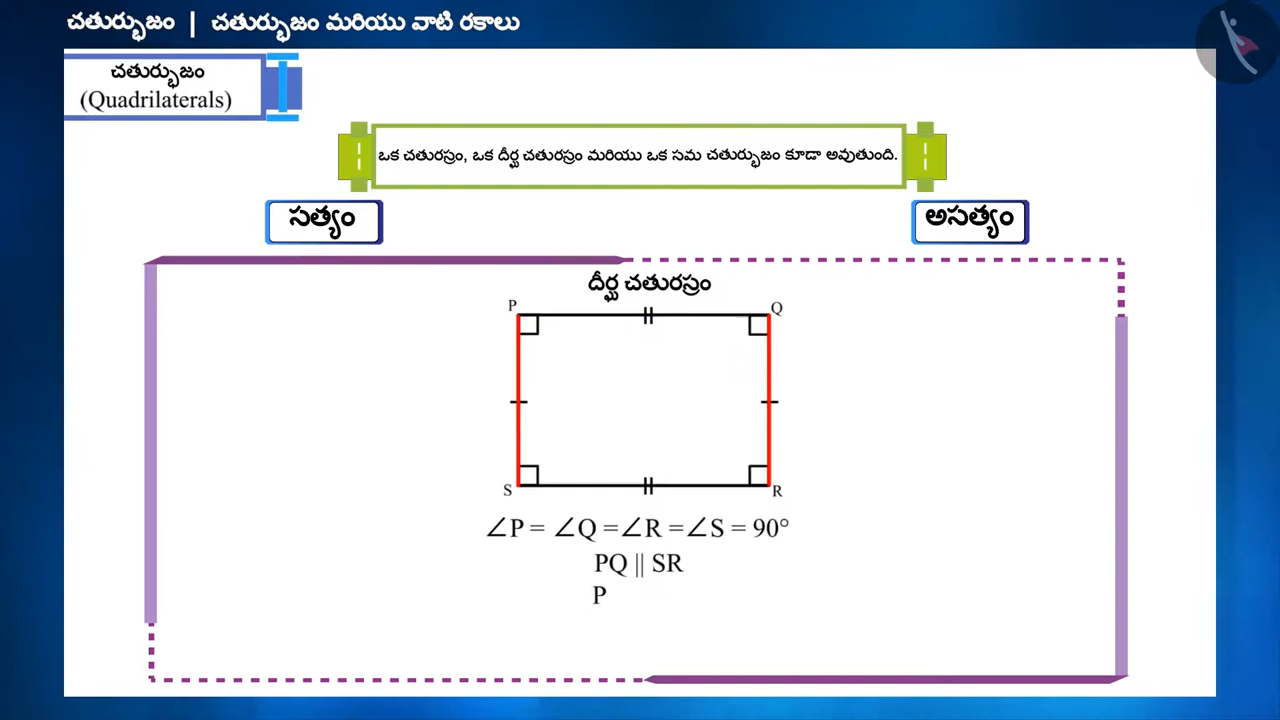 చతుర్భుజం | చతుర్భుజం మరియు వాటి రకాలు
చతుర్భుజం
(Quadrilaterals)
ఒక చతురస్రం, ఒక దీర్ఘ చతురస్రం మరియు ఒక సమ చతుర్భుజం కూడా అవుతుంది.
సత్యం
అసత్యం
దీర్ఘ చతురస్రం
P
Q
S
R
∠P = ∠Q =∠R =∠S = 90°
PQ || SR
P